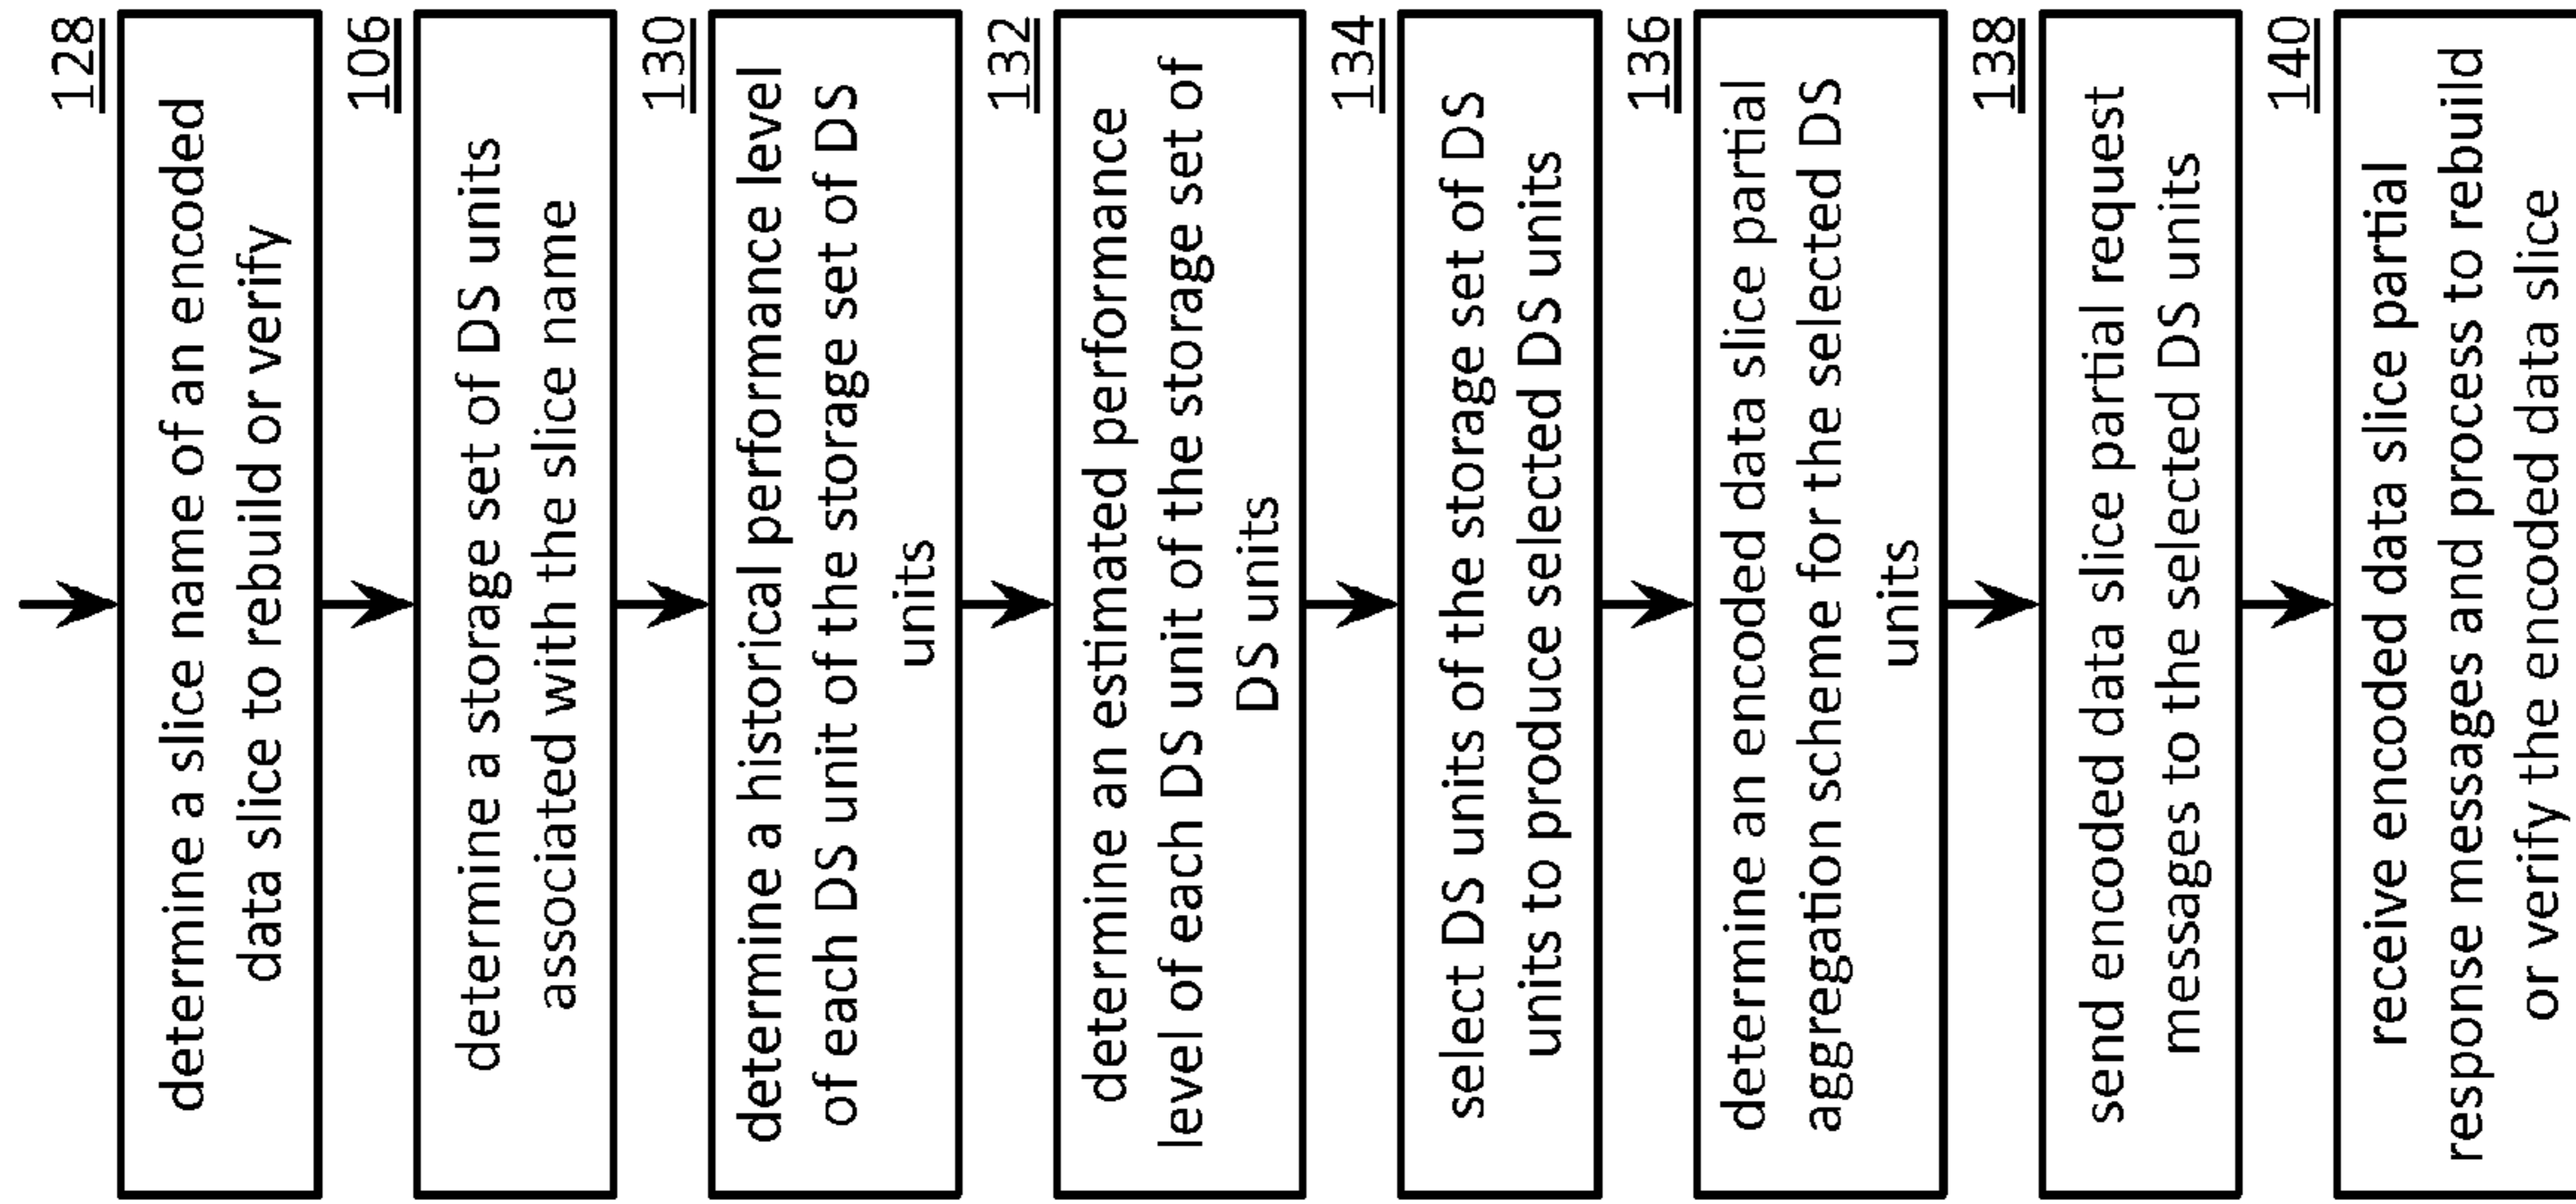 128
determine a slice name of an encoded
data slice to rebuild or verify
106
determine a storage set of DS units
associated with the slice name
130
determine a historical performance level
of each DS unit of the storage set of DS
units
132
determine an estimated performance
level of each DS unit of the storage set of
DS units
134
select DS units of the storage set of DS
units to produce selected DS units
136
determine an encoded data slice partial
aggregation scheme for the selected DS
units
138
send encoded data slice partial request
messages to the selected DS units
140
receive encoded data slice partial
response messages and process to rebuild
or verify the encoded data slice